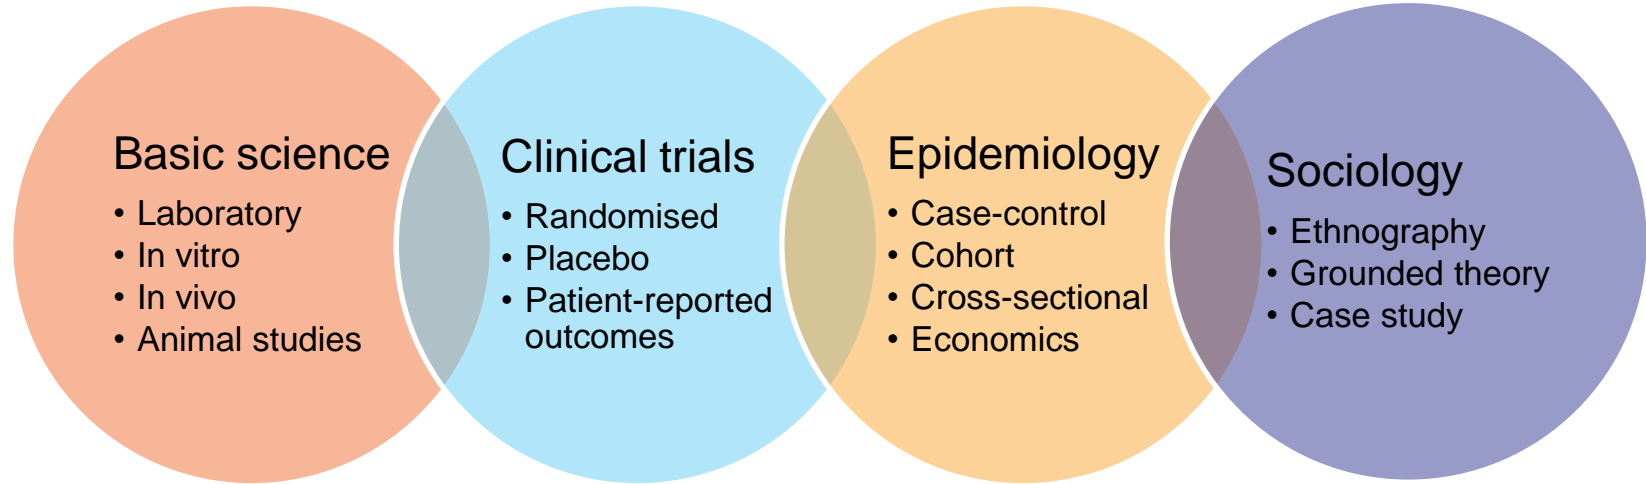 Basic science
• Laboratory
• In vitro
• In vivo
• Animal studies
Clinical trials
• Randomised
• Placebo
• Patient-reported
outcomes
Epidemiology
• Case-control
• Cohort
• Cross-sectional
• Economics
Sociology
• Ethnography
• Grounded theory
• Case study